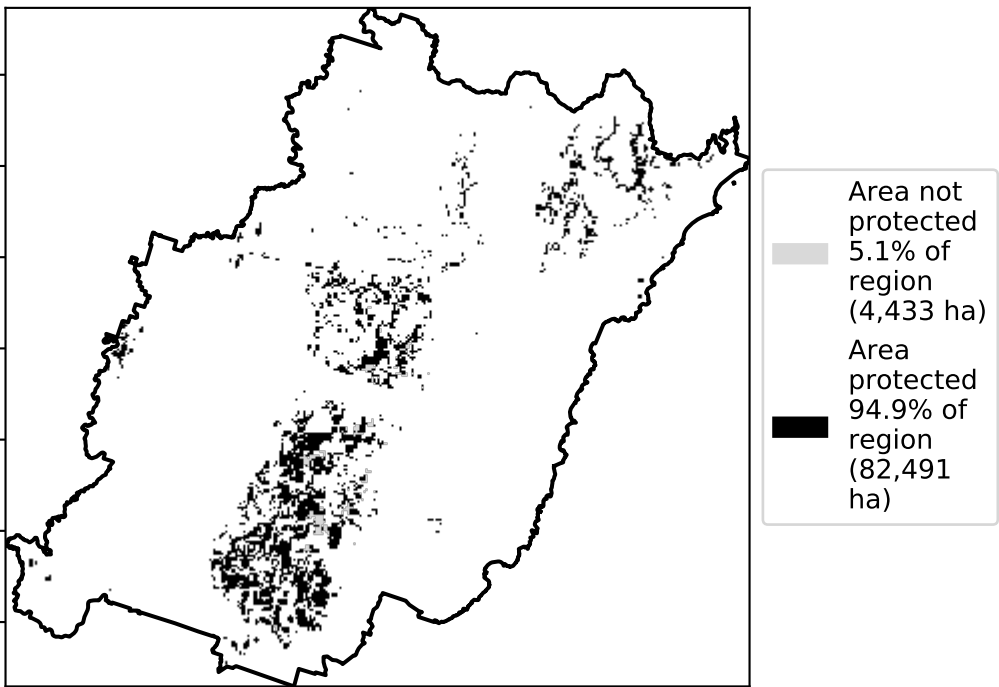 Area not
protected
5.1% of
region
(4,433 ha)
Area
protected
94.9% of
region
(82,491
ha)